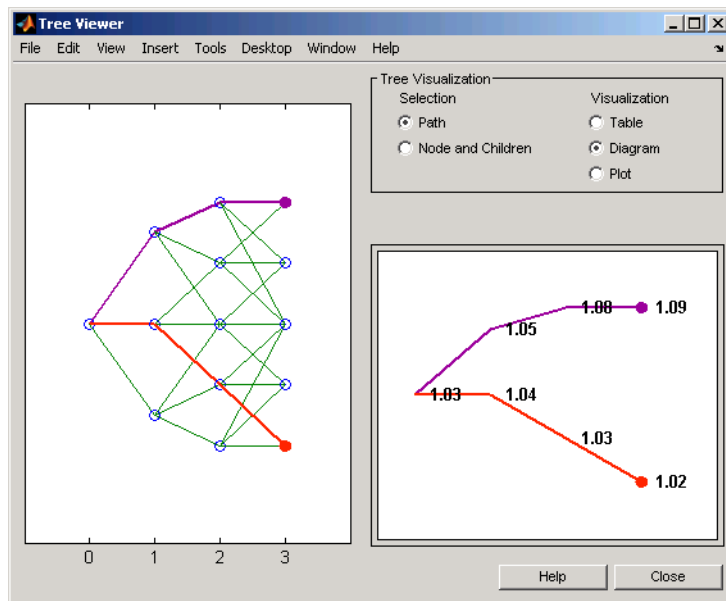 Tree Viewer
File Edit View Insert Tools Desktop Window Help
Tree Visualization
Selection Visualization
Path Table
Node and Children Diagram
Plot
1.08 1.09
1.05
1.03 1.04
1.03
1.02
0 1 2 3
Help Close